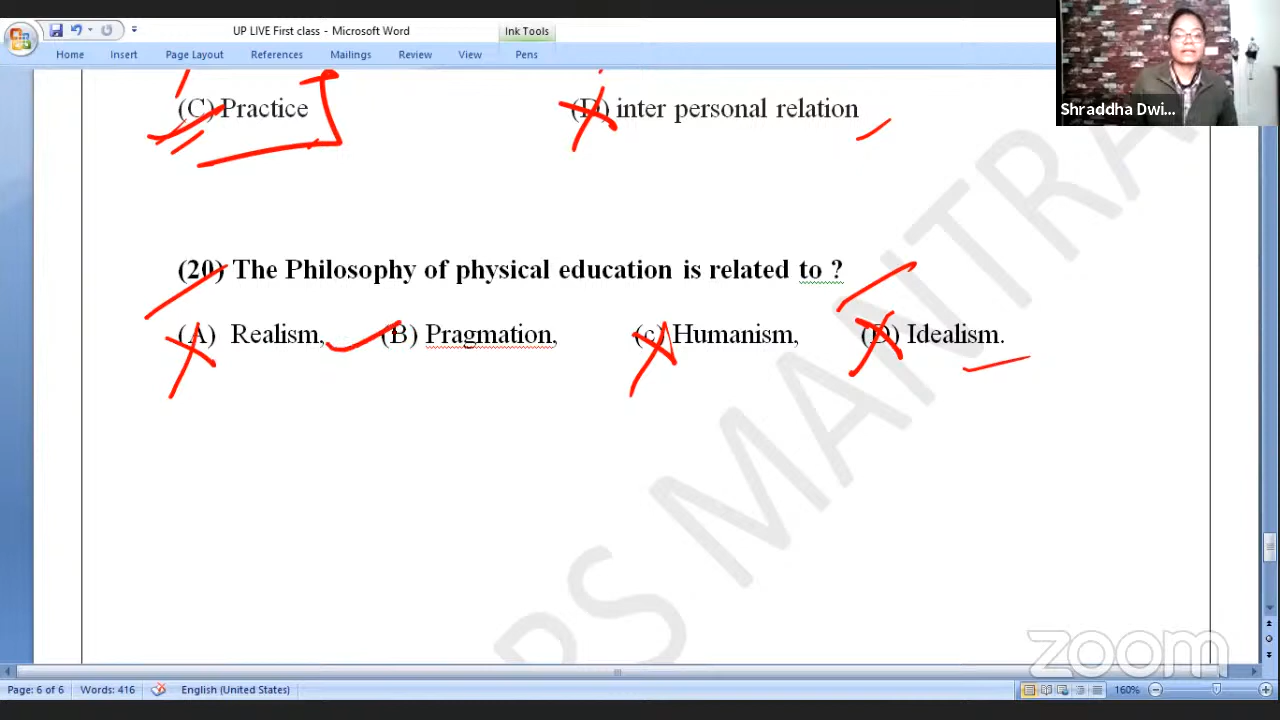 UP LIVE First class - Microsoft Word
Ink Tools
Home Insert Page Layout References Mailings Review View Pens
Shraddha Dwi...
(C) Practice (D) inter personal relation
(20) The Philosophy of physical education is related to ?
(A) Realism, (B) Pragmation, (c) Humanism, (D) Idealism.
RS MANTRA
zoom
Page: 6 of 6 Words: 416 English (United States) 160%